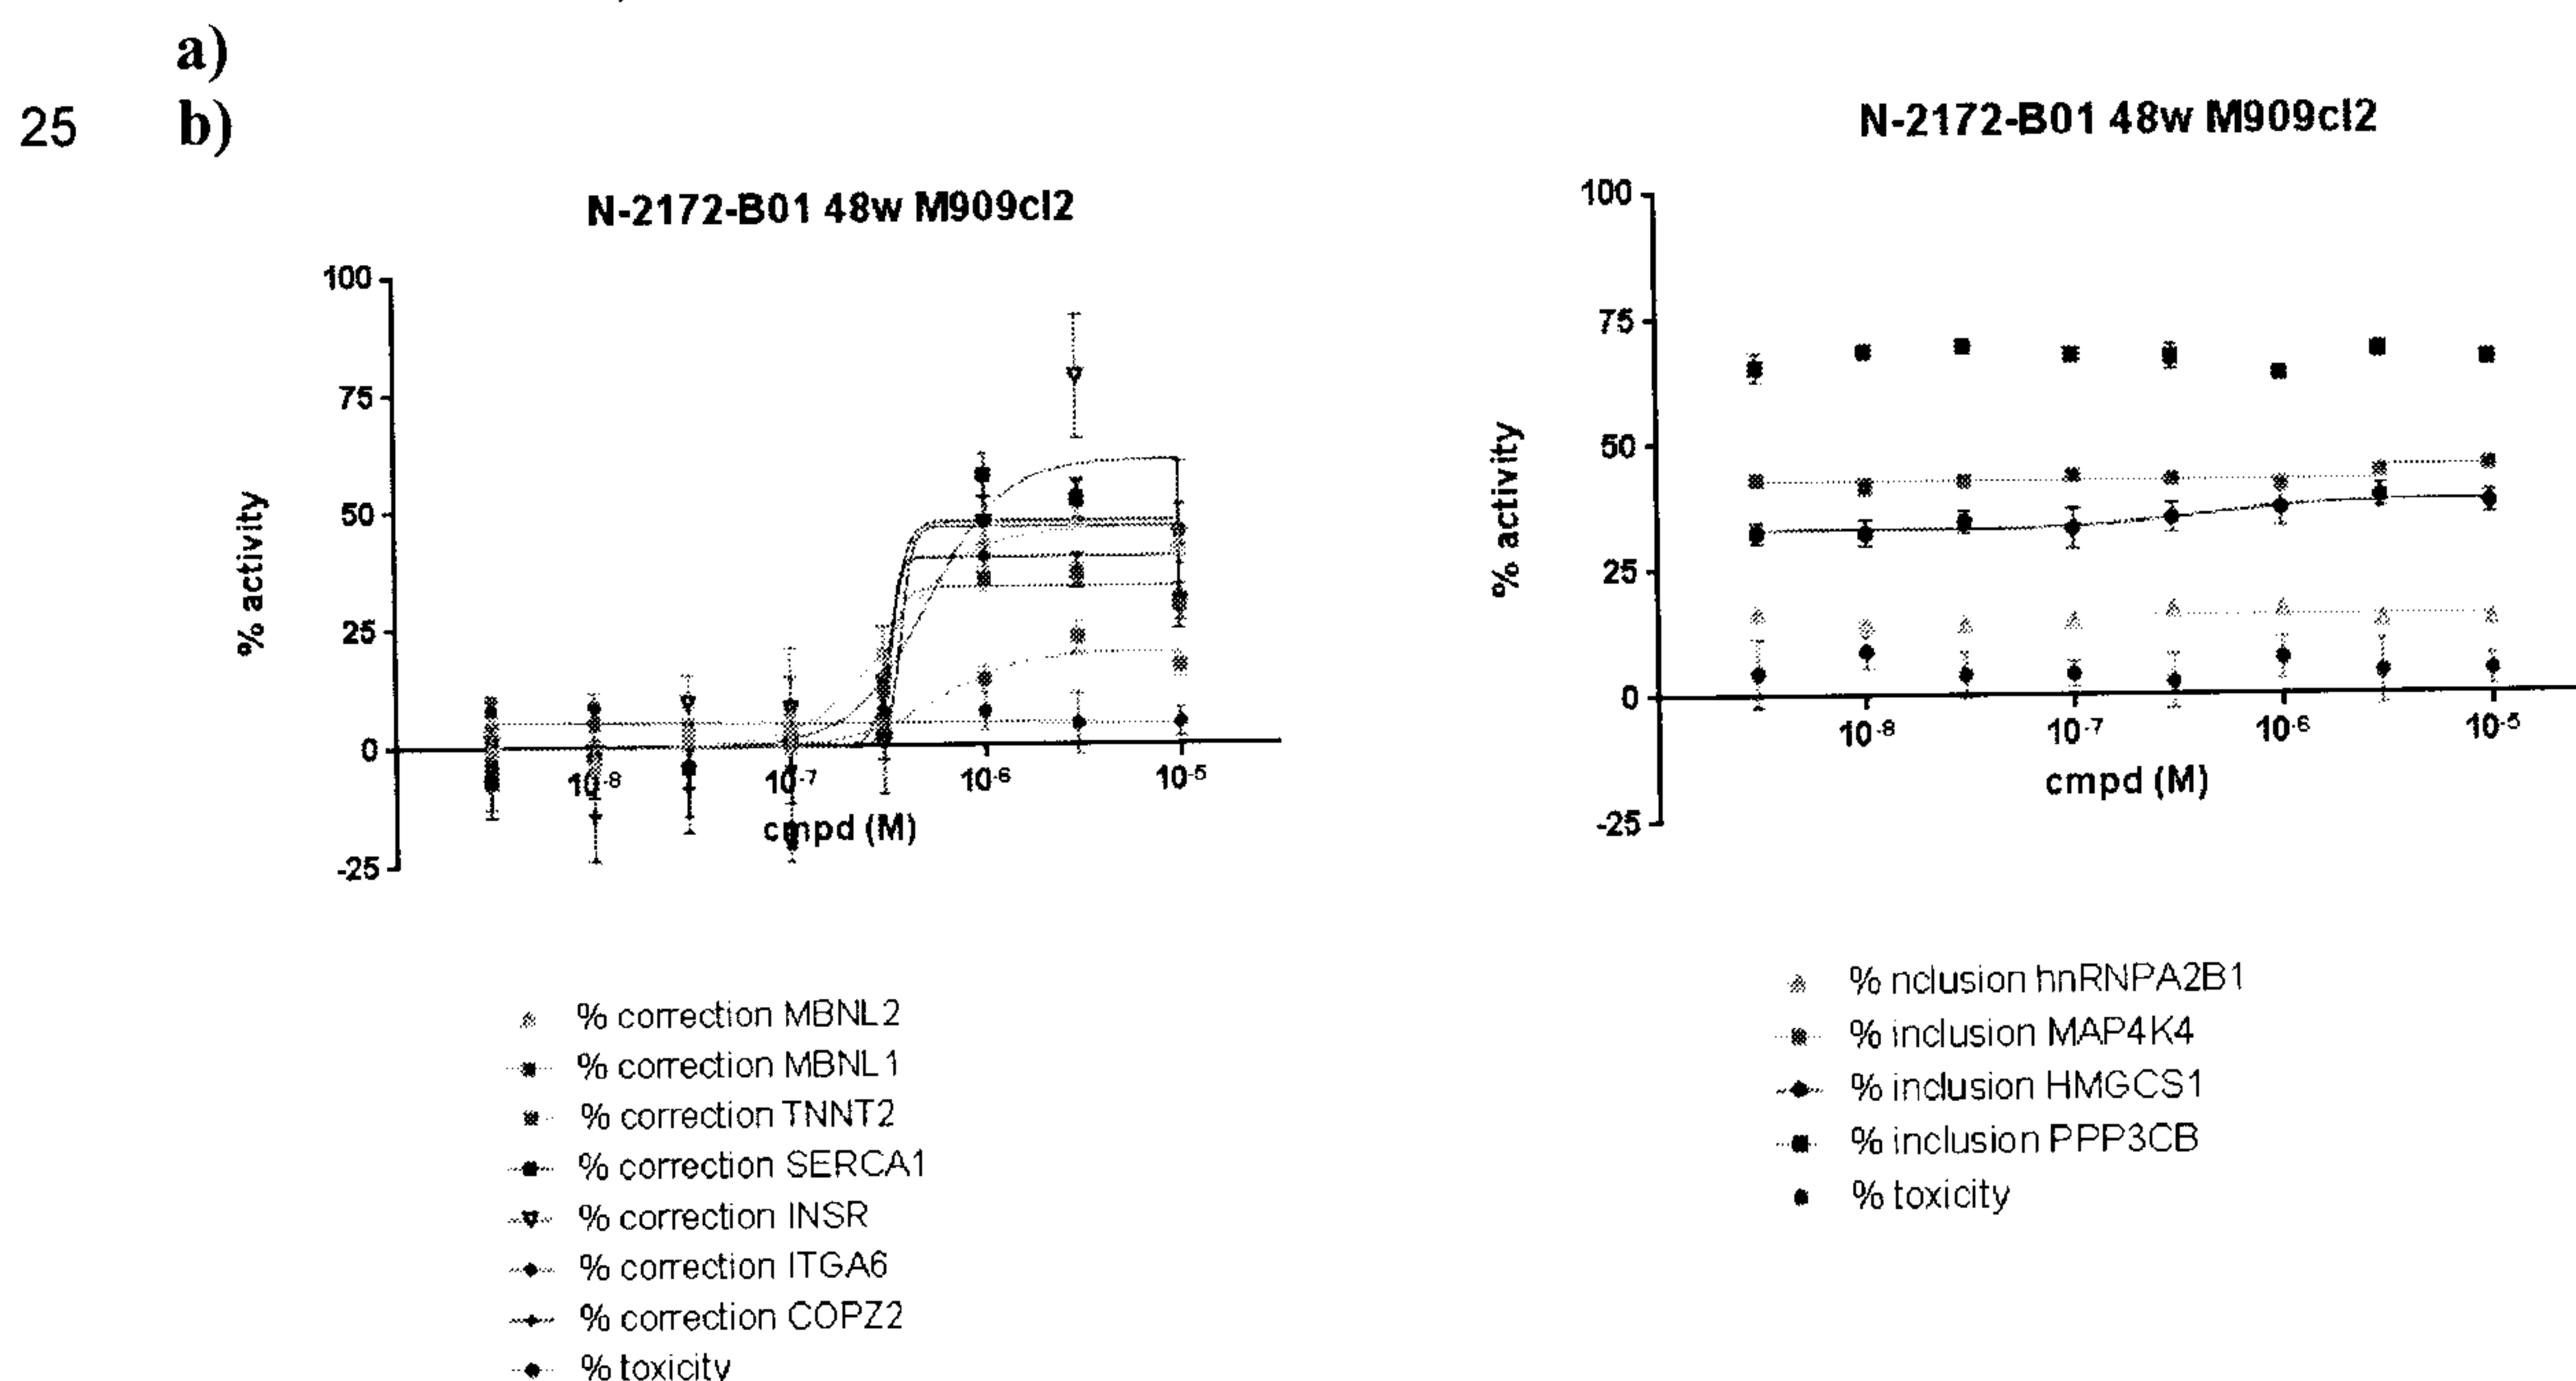 a)
25 b)
N-2172-B01 48w M909cl2
100
75
50
25
0
-25
% activity
10-8
10-7
10-6
10-5
cmpd (M)
% correction MBNL2
% correction MBNL1
% correction TNNT2
% correction SERCA1
% correction INSR
% correction ITGA6
% correction COPZ2
% toxicity
N-2172-B01 48w M909cl2
100
75
50
25
0
-25
% activity
10-8
10-7
10-6
10-5
cmpd (M)
% nclusion hnRNPA2B1
% inclusion MAP4K4
% inclusion HMGCS1
% inclusion PPP3CB
% toxicity